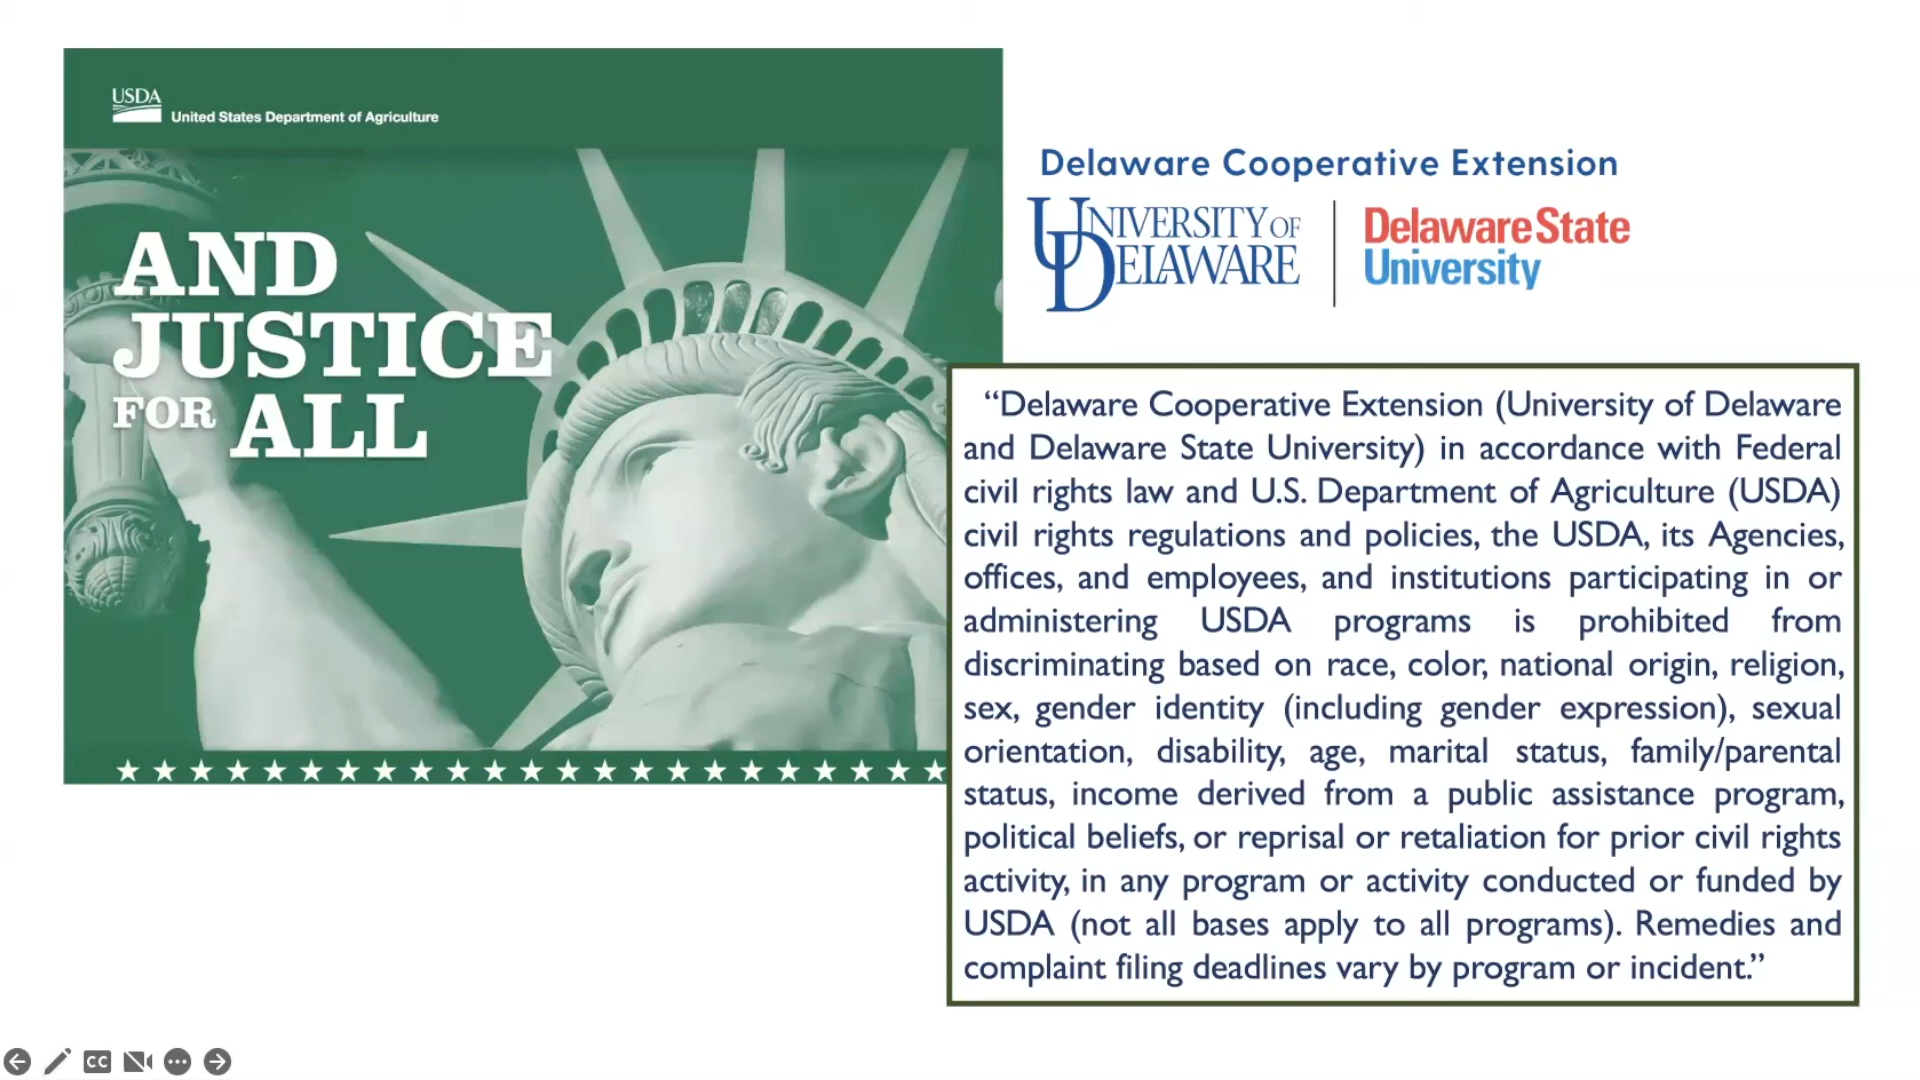 USDA
United States Department of Agriculture
AND
JUSTICE
FOR ALL
Delaware Cooperative Extension
UNIVERSITY OF
DELAWARE
Delaware State
University
“Delaware Cooperative Extension (University of Delaware
and Delaware State University) in accordance with Federal
civil rights law and U.S. Department of Agriculture (USDA)
civil rights regulations and policies, the USDA, its Agencies,
offices, and employees, and institutions participating in or
administering USDA programs is prohibited from
discriminating based on race, color, national origin, religion,
sex, gender identity (including gender expression), sexual
orientation, disability, age, marital status, family/parental
status, income derived from a public assistance program,
political beliefs, or reprisal or retaliation for prior civil rights
activity, in any program or activity conducted or funded by
USDA (not all bases apply to all programs). Remedies and
complaint filing deadlines vary by program or incident.”
CC